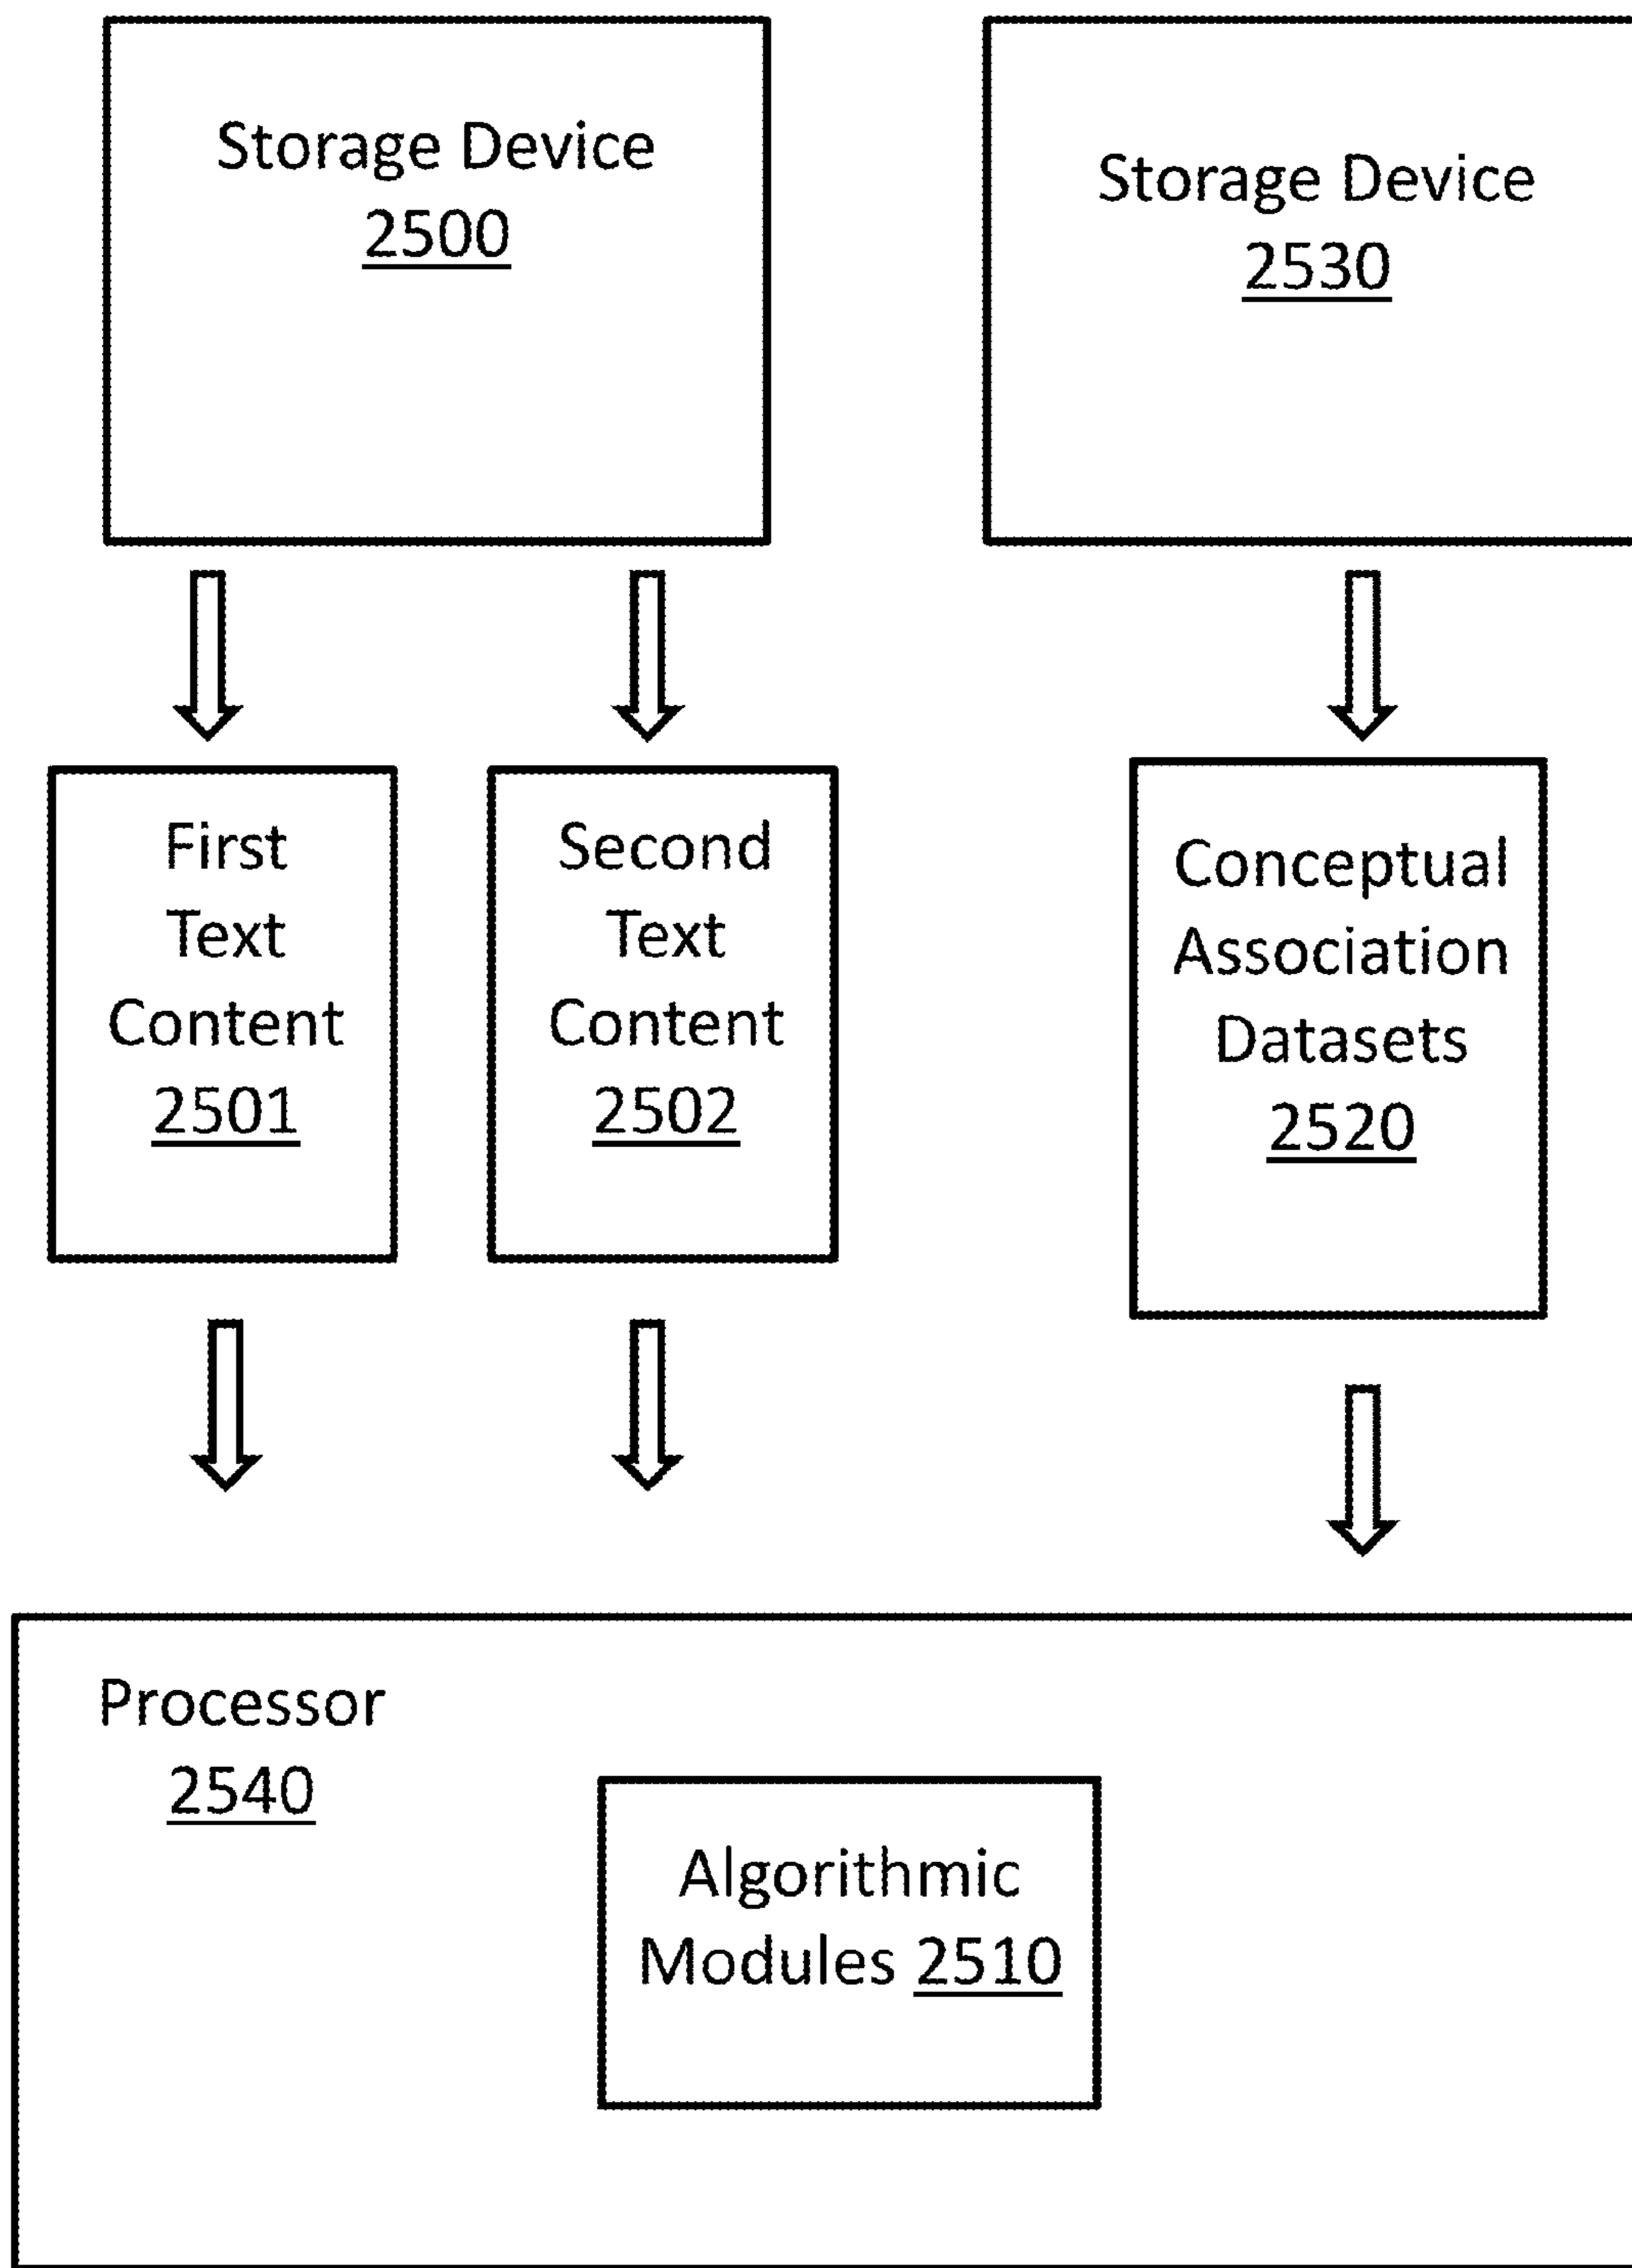 Storage Device
2500
Storage Device
2530
First
Text
Content
2501
Second
Text
Content
2502
Conceptual
Association
Datasets
2520
Processor
2540
Algorithmic
Modules 2510